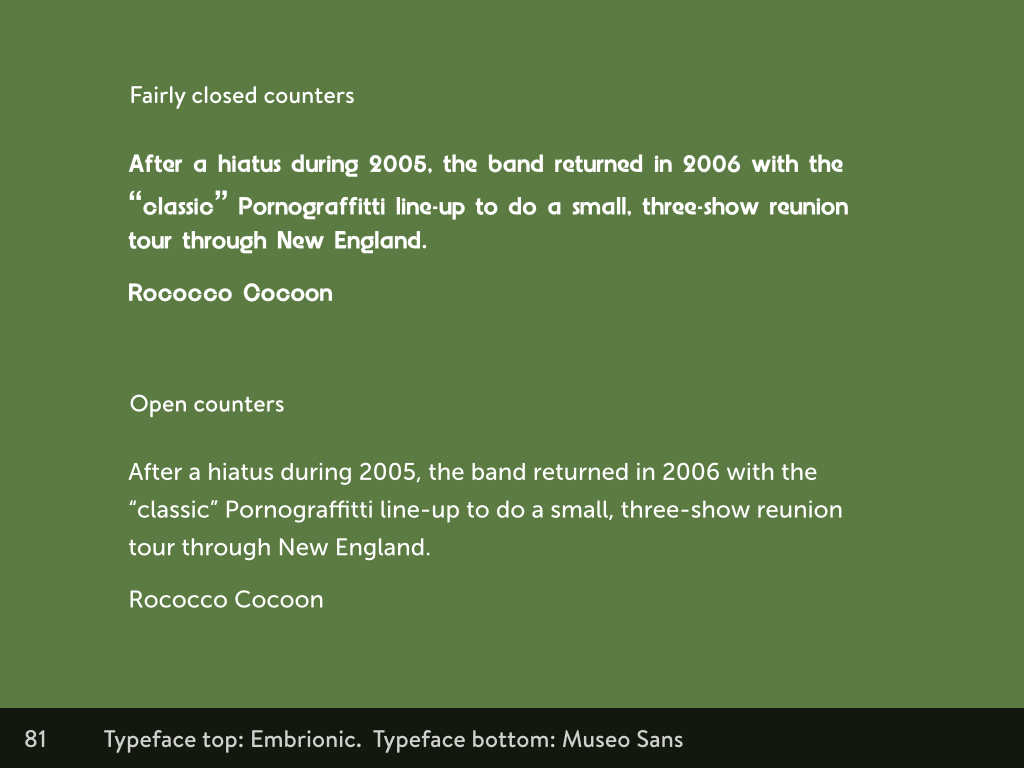 Fairly closed counters
After a hiatus during 2005, the band returned in 2006 with the
“classic” Pornograffitti line-up to do a small, three-show reunion
tour through New England.
Rococco Cocoon
Open counters
After a hiatus during 2005, the band returned in 2006 with the
“classic” Pornograffitti line-up to do a small, three-show reunion
tour through New England.
Rococco Cocoon
81 Typeface top: Embrionic. Typeface bottom: Museo Sans